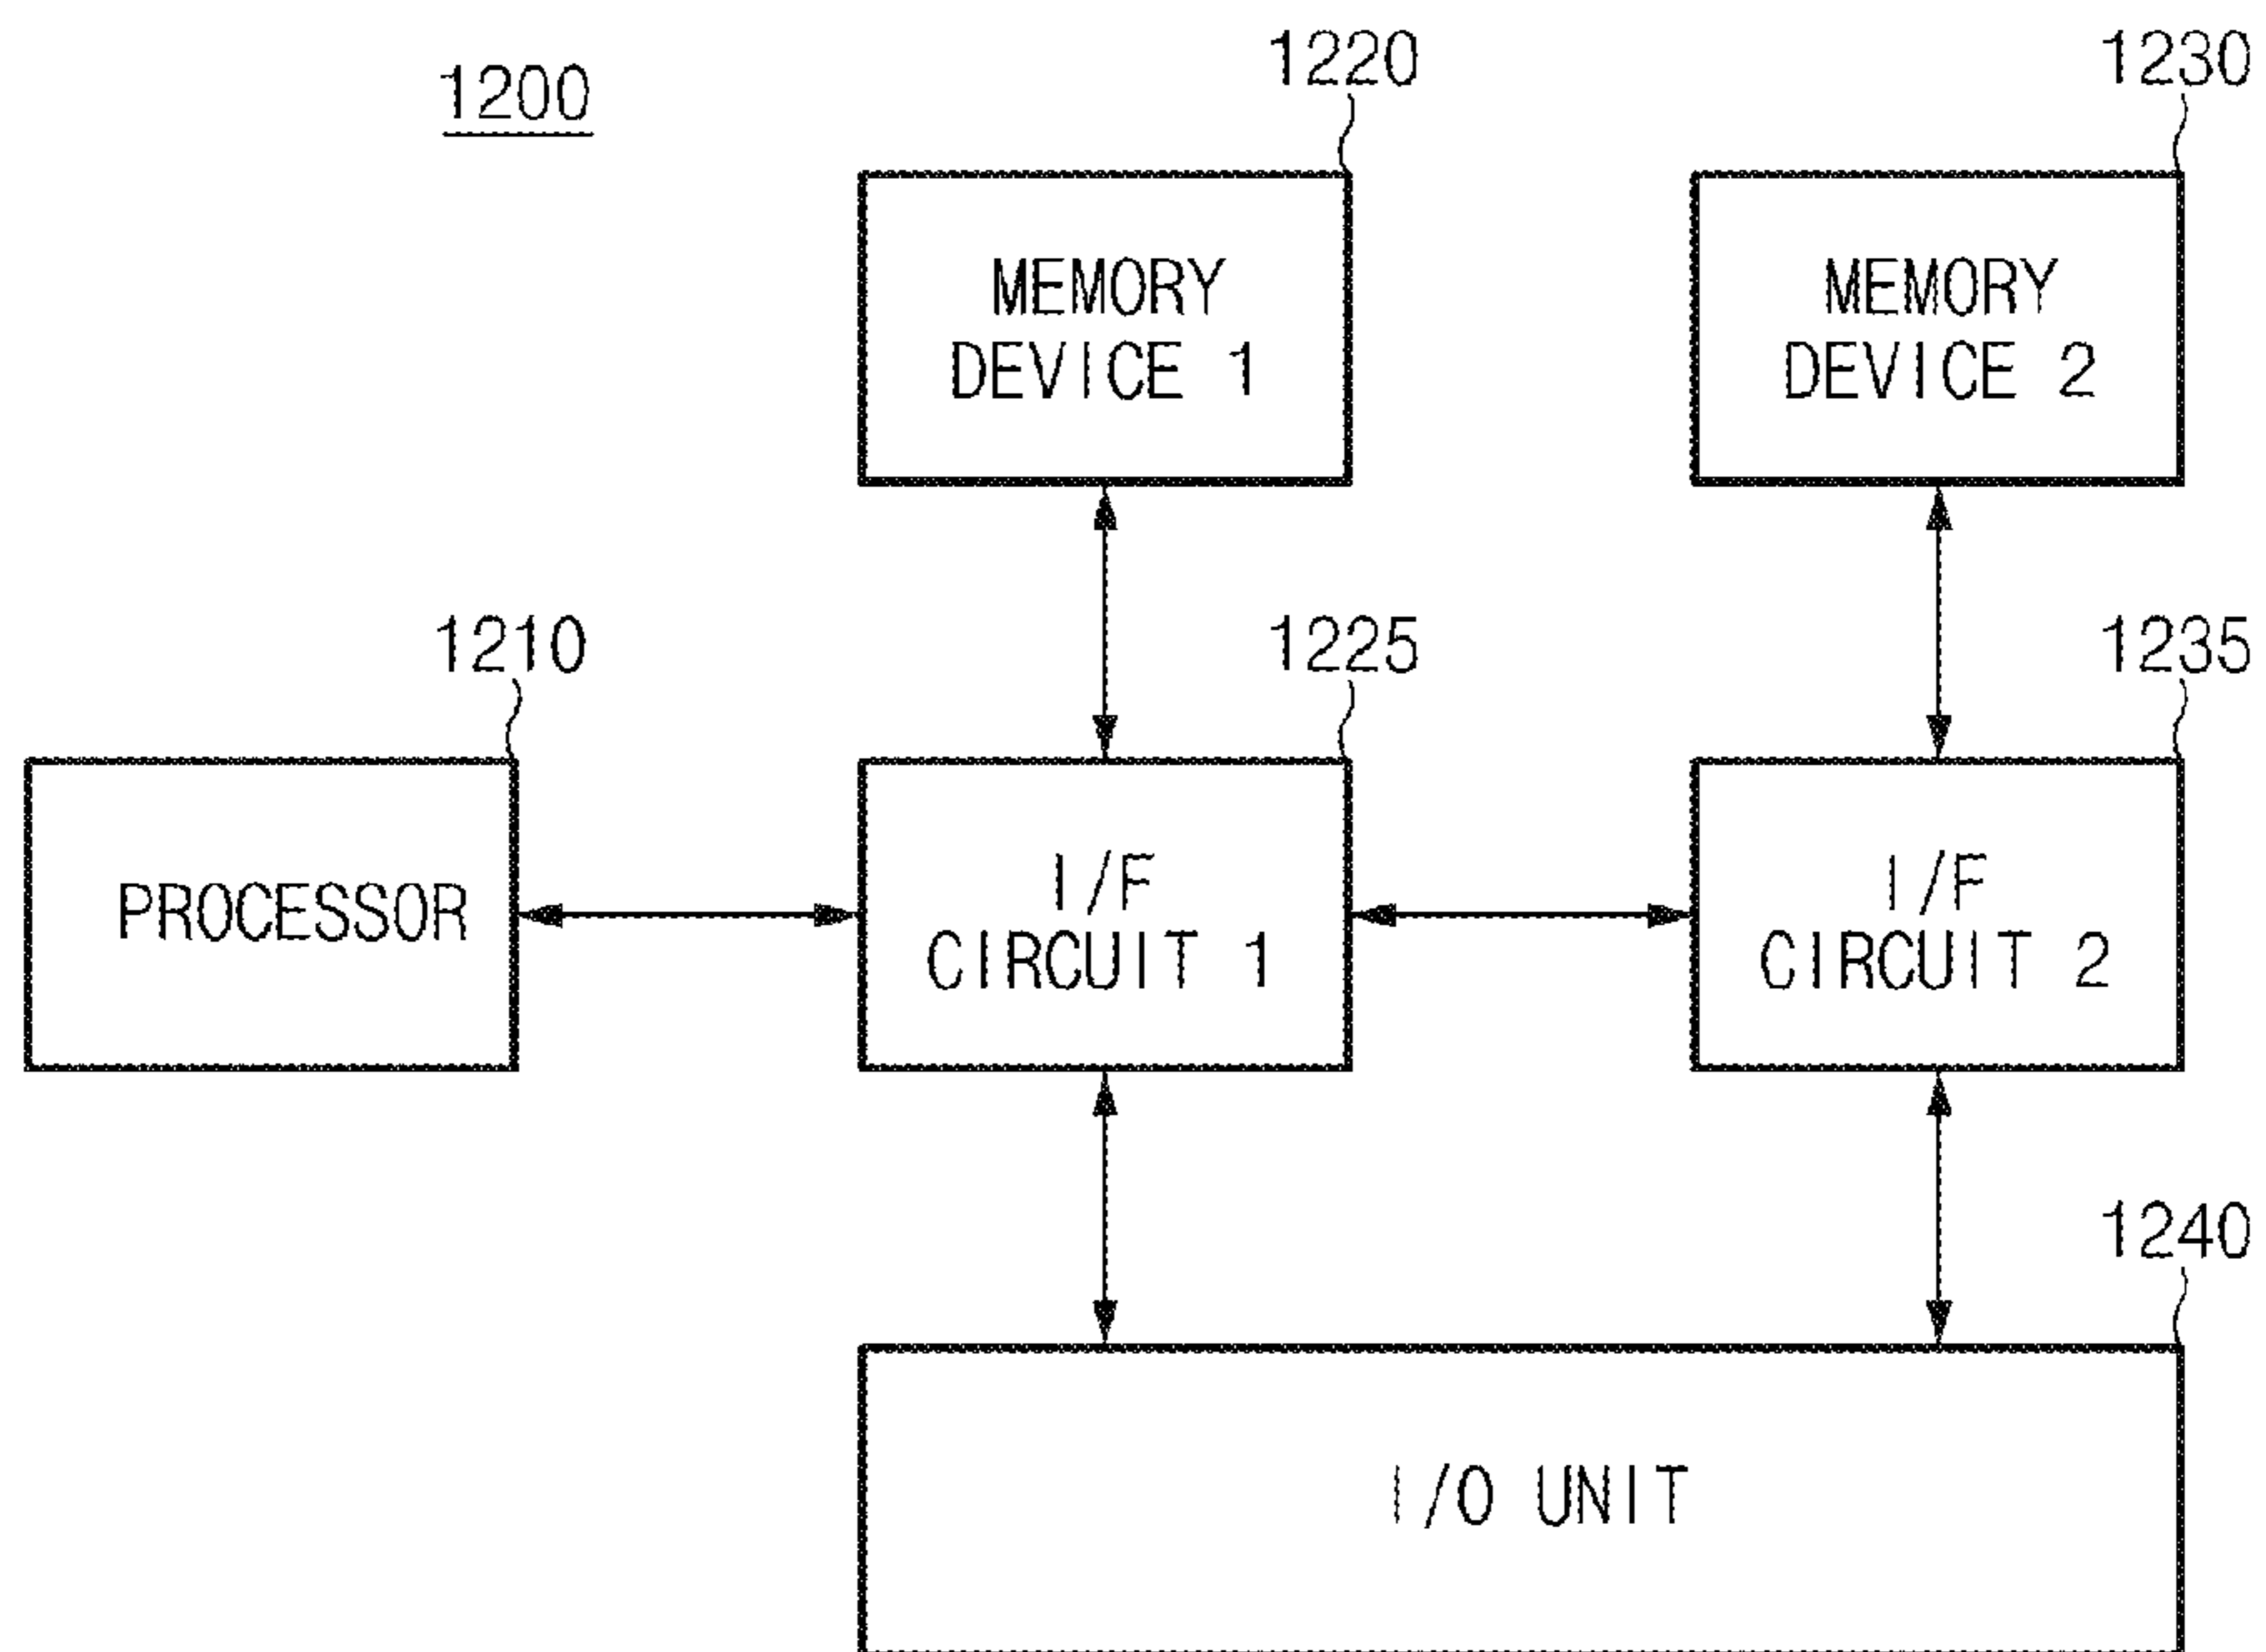 1200
1220
1230
MEMORY
DEVICE 1
MEMORY
DEVICE 2
1210
1225
1235
PROCESSOR
I/F
CIRCUIT 1
I/F
CIRCUIT 2
1240
I/O UNIT